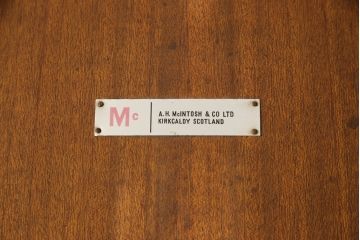 Mc
A.H. McINTOSH & CO LTD
KIRKCALDY SCOTLAND